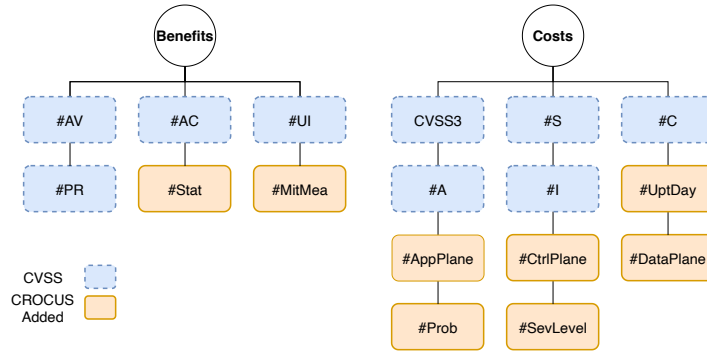 Benefits
Costs
#AV
#AC
#UI
CVSS3
#S
#C
#PR
#Stat
#MitMea
#A
#I
#UptDay
#AppPlane
#CtrlPlane
#DataPlane
CVSS
CROCUS
Added
#Prob
#SevLevel